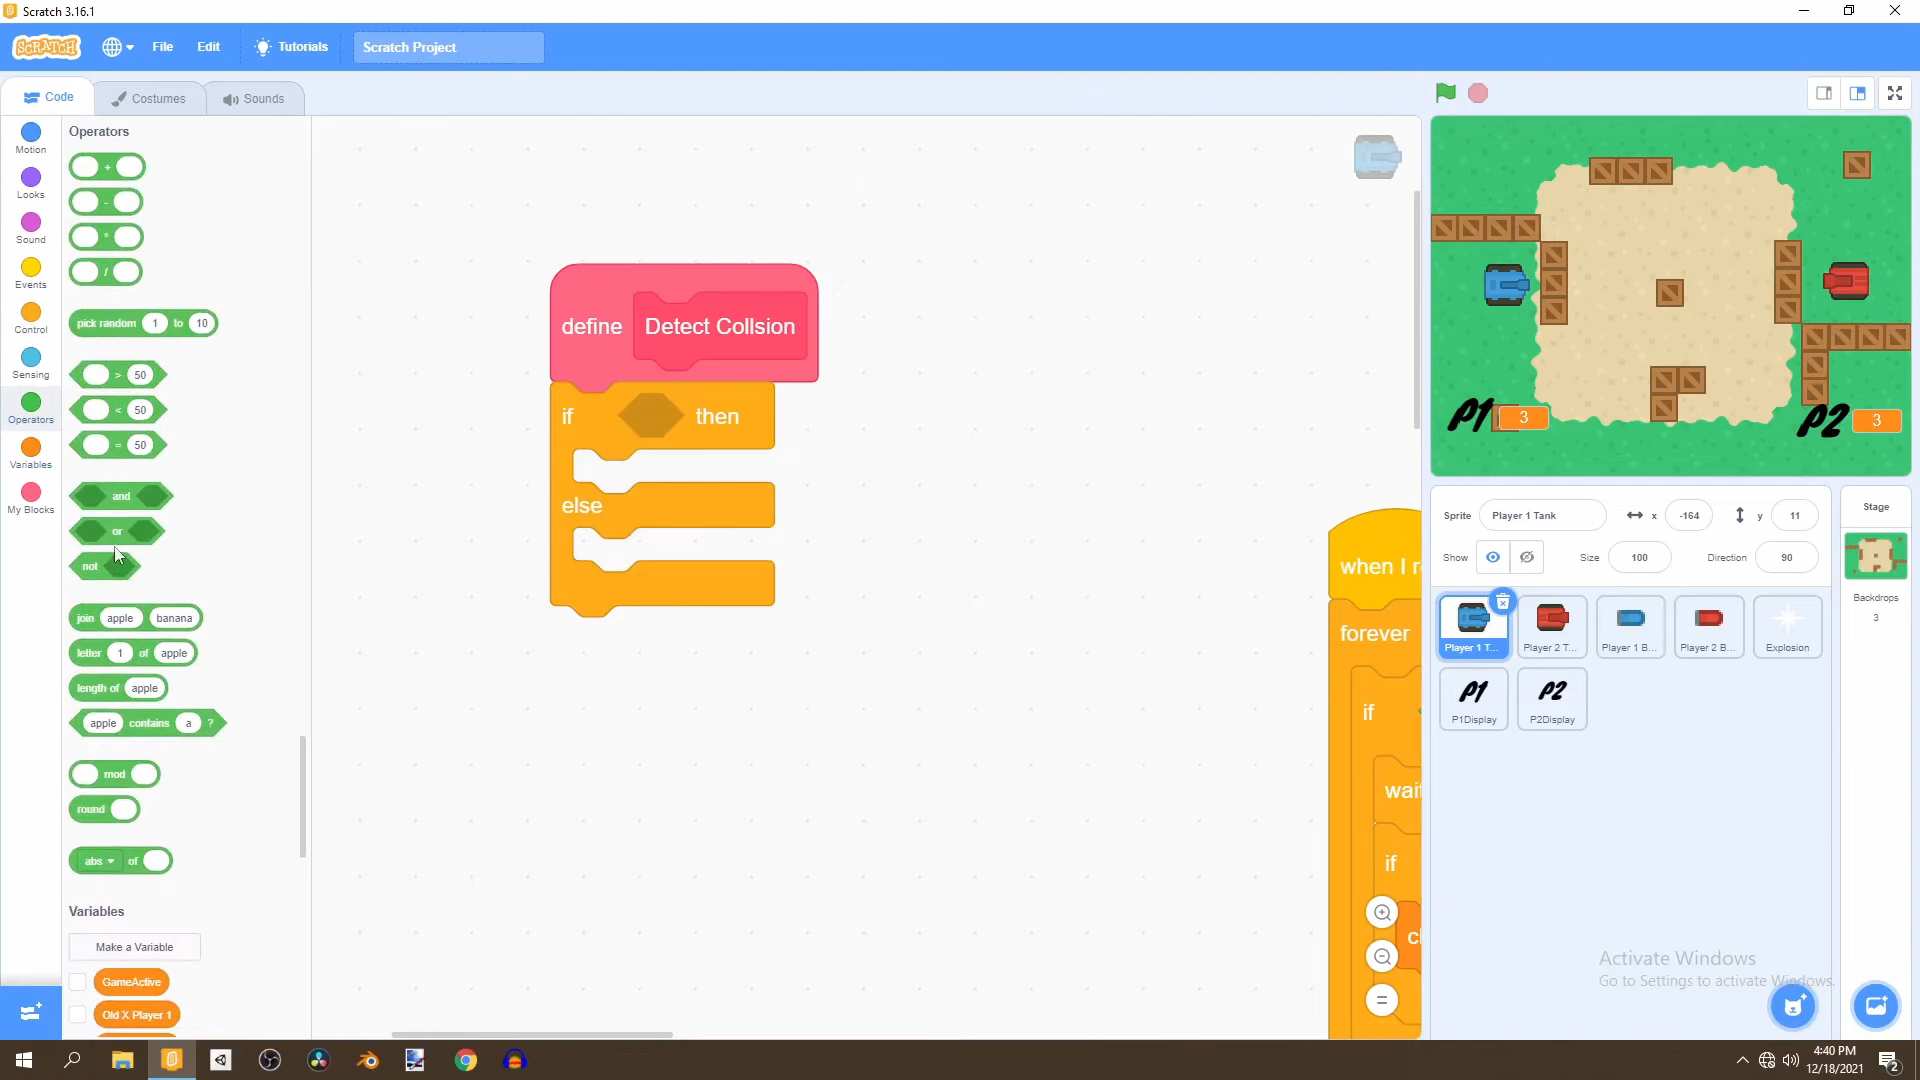 Scratch 3.16.1
SCRATCH
File
Edit
Tutorials
Scratch Project
Code
Costumes
Sounds
Motion
Looks
Sound
Events
Control
Sensing
Operators
Variables
My Blocks
Operators
+
-
*
/
pick random 1 to 10
> 50
< 50
= 50
and
or
not
join apple banana
letter 1 of apple
length of apple
apple contains a ?
mod
round
abs of
Variables
Make a Variable
GameActive
Old X Player 1
define Detect Collsion
if then
else
when I r
forever
if
wait
if
P1 3
P2 3
Sprite Player 1 Tank x -164 y 11
Show Size 100 Direction 90
Player 1 T...
Player 2 T...
Player 1 B...
Player 2 B...
Explosion
P1
P1Display
P2
P2Display
Stage
Backdrops
3
Activate Windows
Go to Settings to activate Windows.
4:40 PM
12/18/2021
2